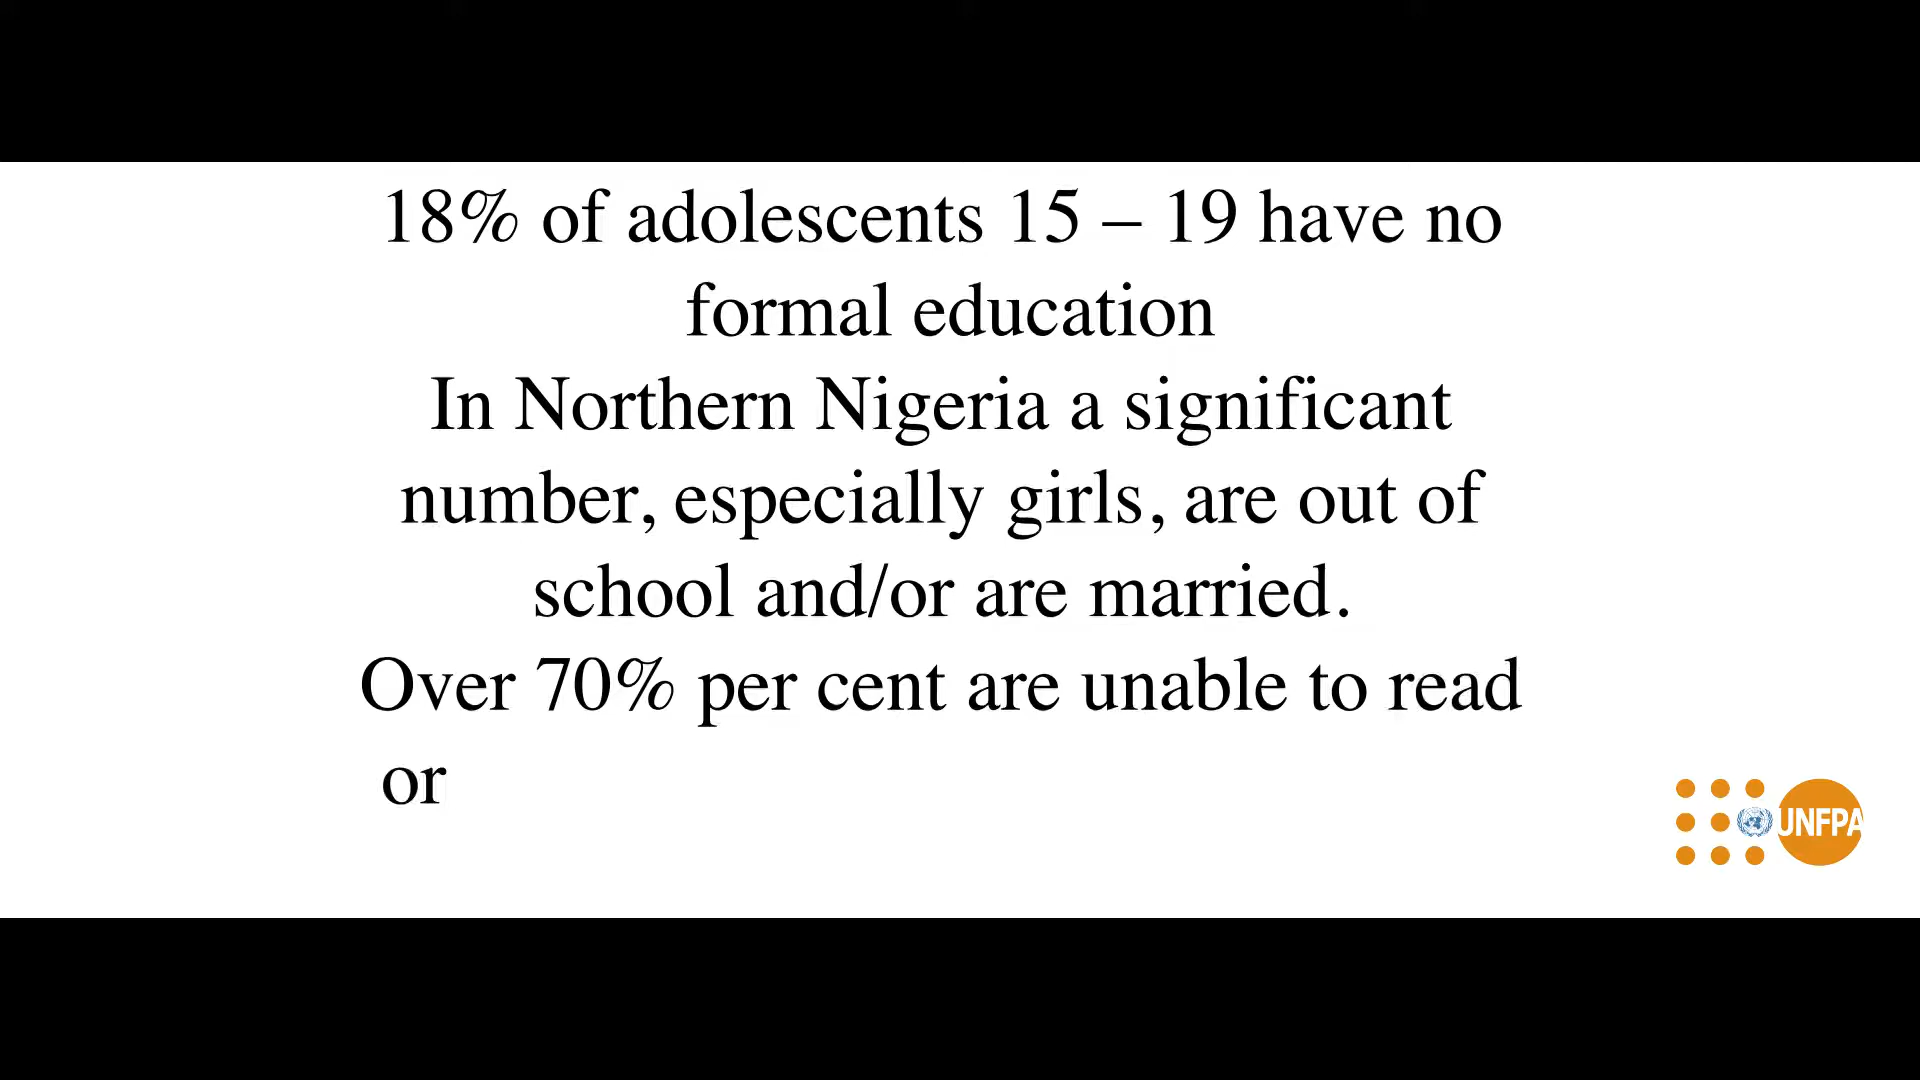 18% of adolescents 15 – 19 have no
formal education
In Northern Nigeria a significant
number, especially girls, are out of
school and/or are married.
Over 70% per cent are unable to read
or
UNFPA